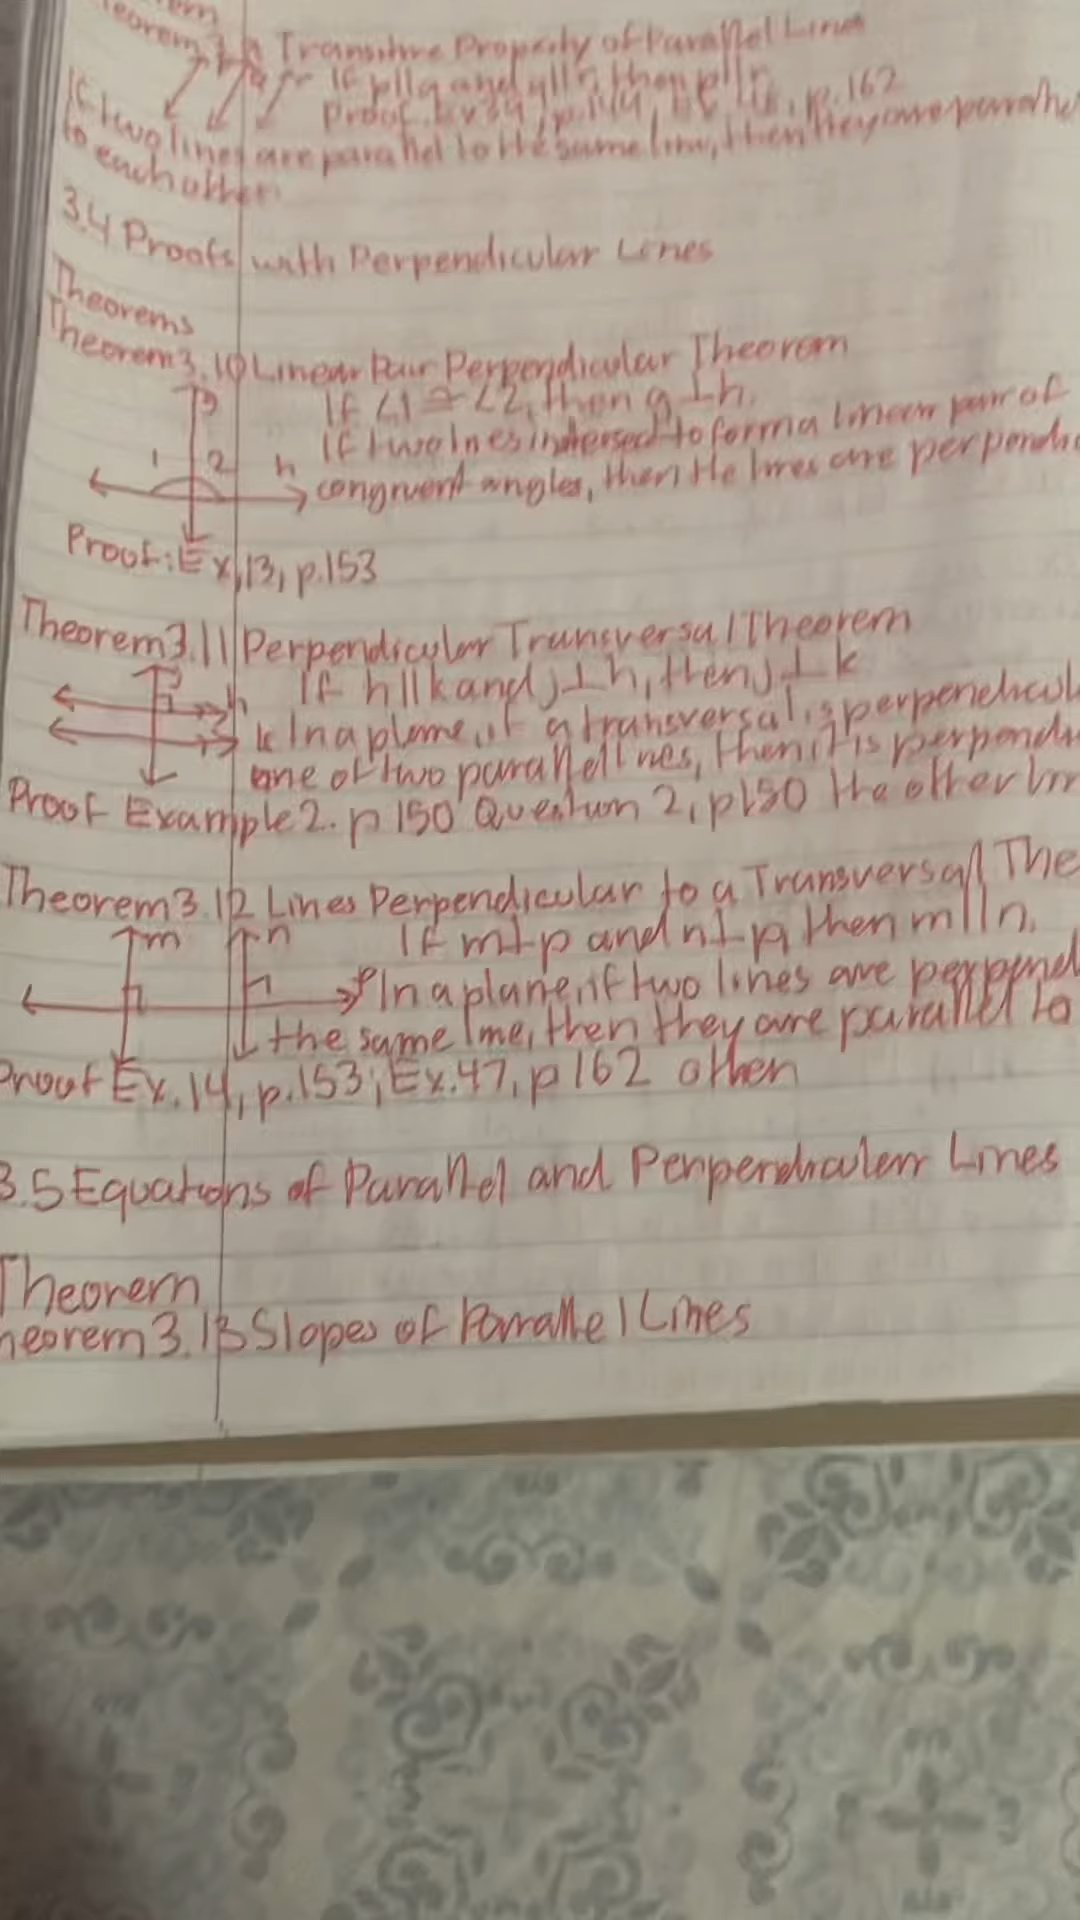 Theorem
Transitive Property of Parallel Lines
If p||q and q||r, then p||r.
Proof. Ex 39, p.144, p.162
If two lines are parallel to the same line, then they are paralle
to each other.
3.4 Proofs with Perpendicular Lines
Theorems
Theorem 3.10 Linear Pair Perpendicular Theorem
g If ∠1 ≅ ∠2, then g ⊥ h.
1 2 h If two lines intersect to form a linear pair of
congruent angles, then the lines are perpendi
Proof: Ex, 13, p.153
Theorem 3.11 Perpendicular Transversal Theorem
j h If h||k and j ⊥ h, then j ⊥ k
k In a plane, if a transversal is perpendicul
one of two parallel lines, then it is perpendi
Proof Example 2. p 150 Question 2, p150 the other lin
Theorem 3.12 Lines Perpendicular to a Transversal The
m n If m ⊥ p and n ⊥ p, then m||n.
p In a plane, if two lines are perpend
the same line, then they are parallel to
Proof Ex. 14, p.153; Ex. 47, p 162 other
3.5 Equations of Parallel and Perpendicular Lines
Theorem
heorem 3.13 Slopes of Parallel Lines